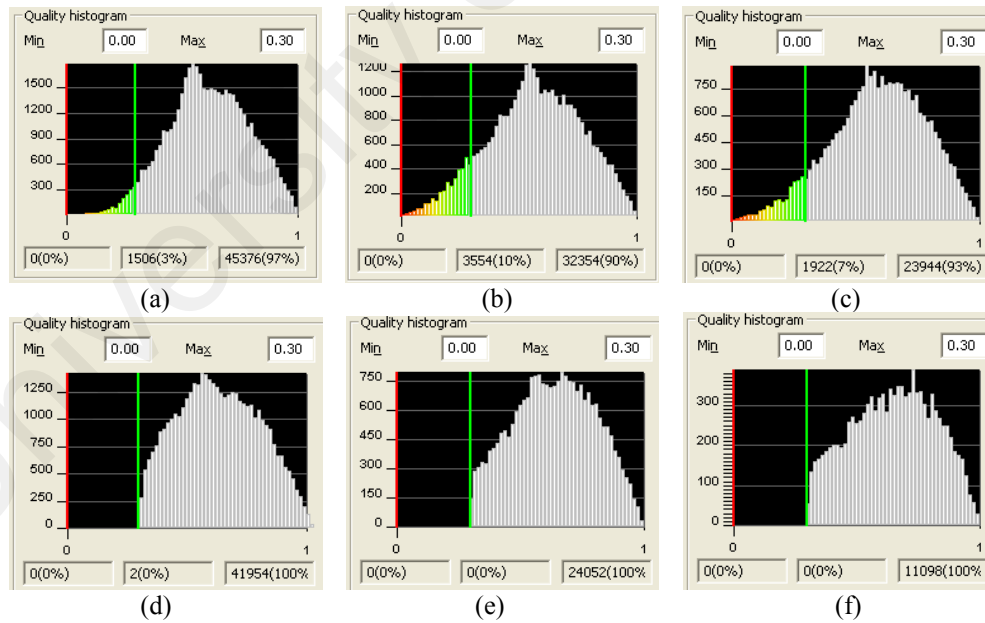 Quality histogram
Min 0.00 Max 0.30
1500
1200
900
600
300
0 1
0(0%) 1506(3%) 45376(97%)
(a)
Quality histogram
Min 0.00 Max 0.30
1200
1000
800
600
400
200
0 1
0(0%) 3554(10%) 32354(90%)
(b)
Quality histogram
Min 0.00 Max 0.30
750
600
450
300
150
0 1
0(0%) 1922(7%) 23944(93%)
(c)
Quality histogram
Min 0.00 Max 0.30
1250
1000
750
500
250
0
0 1
0(0%) 2(0%) 41954(100%
(d)
Quality histogram
Min 0.00 Max 0.30
750
600
450
300
150
0
0 1
0(0%) 0(0%) 24052(100%
(e)
Quality histogram
Min 0.00 Max 0.30
300
200
100
0
0 1
0(0%) 0(0%) 11098(100%
(f)
University